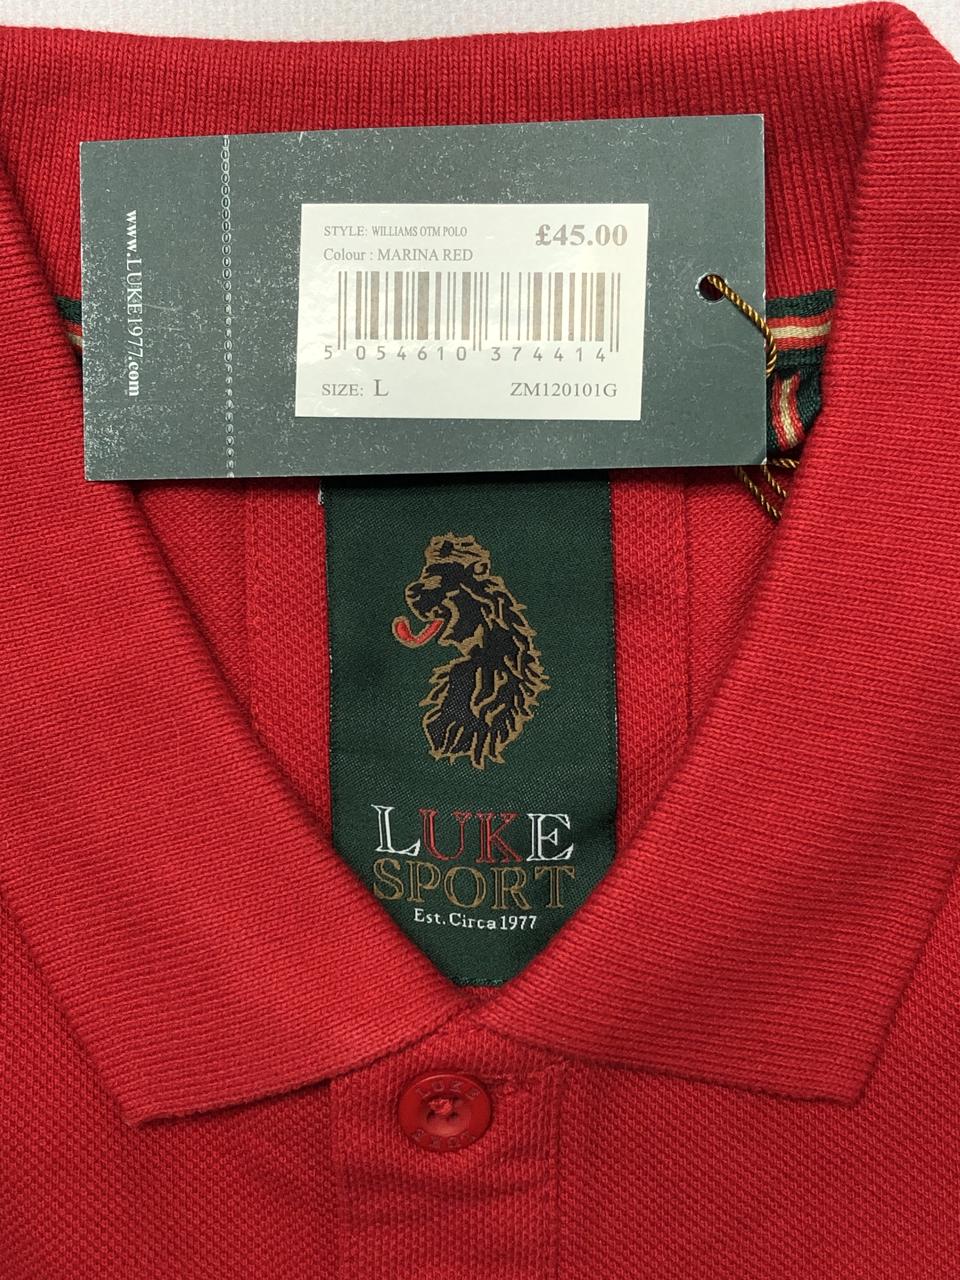 www.LUKE1977.com
STYLE: WILLIAMS OTM POLO
£45.00
Colour : MARINA RED
5 054610 374414
SIZE: L
ZM120101G
LUKE
SPORT
Est. Circa 1977
LUKE